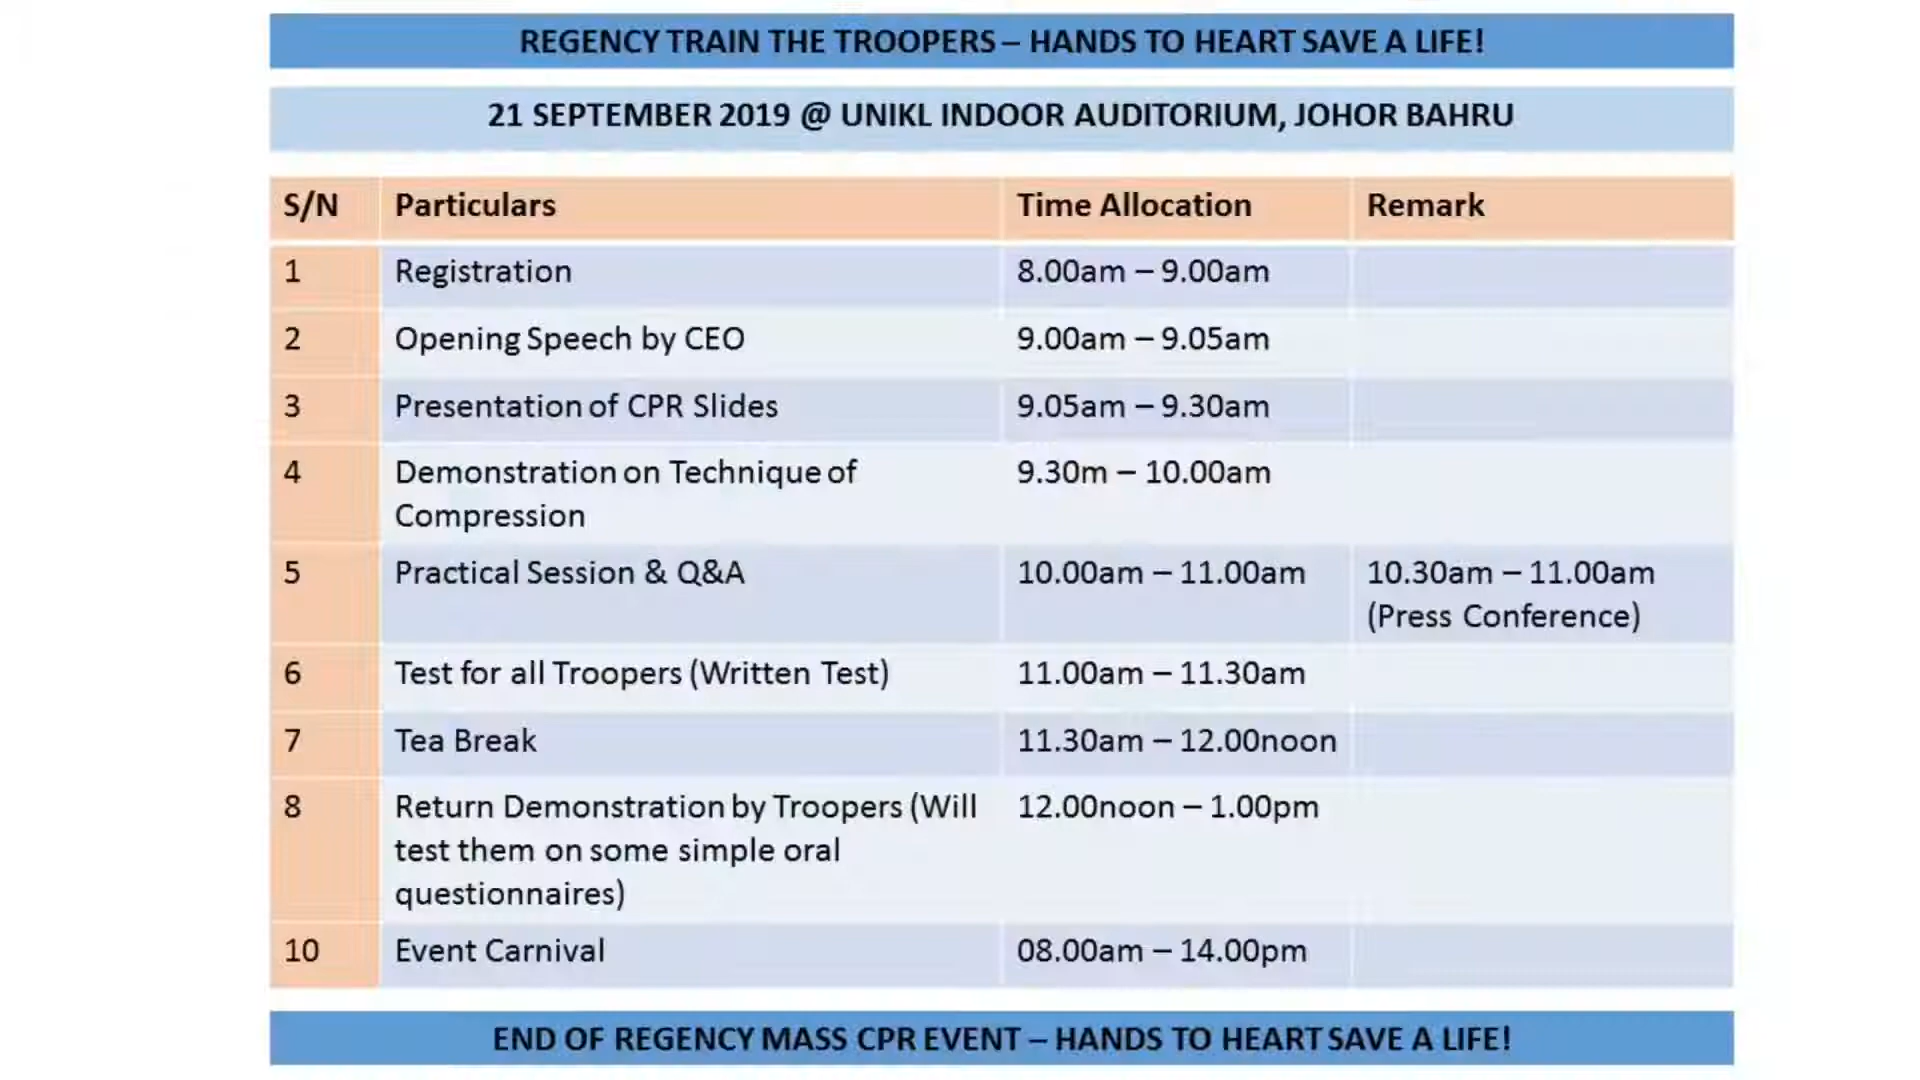 REGENCY TRAIN THE TROOPERS – HANDS TO HEART SAVE A LIFE!
21 SEPTEMBER 2019 @ UNIKL INDOOR AUDITORIUM, JOHOR BAHRU
S/N Particulars Time Allocation Remark
1 Registration 8.00am – 9.00am
2 Opening Speech by CEO 9.00am – 9.05am
3 Presentation of CPR Slides 9.05am – 9.30am
4 Demonstration on Technique of 9.30m – 10.00am
Compression
5 Practical Session & Q&A 10.00am – 11.00am 10.30am – 11.00am
(Press Conference)
6 Test for all Troopers (Written Test) 11.00am – 11.30am
7 Tea Break 11.30am – 12.00noon
8 Return Demonstration by Troopers (Will 12.00noon – 1.00pm
test them on some simple oral
questionnaires)
10 Event Carnival 08.00am – 14.00pm
END OF REGENCY MASS CPR EVENT – HANDS TO HEART SAVE A LIFE!